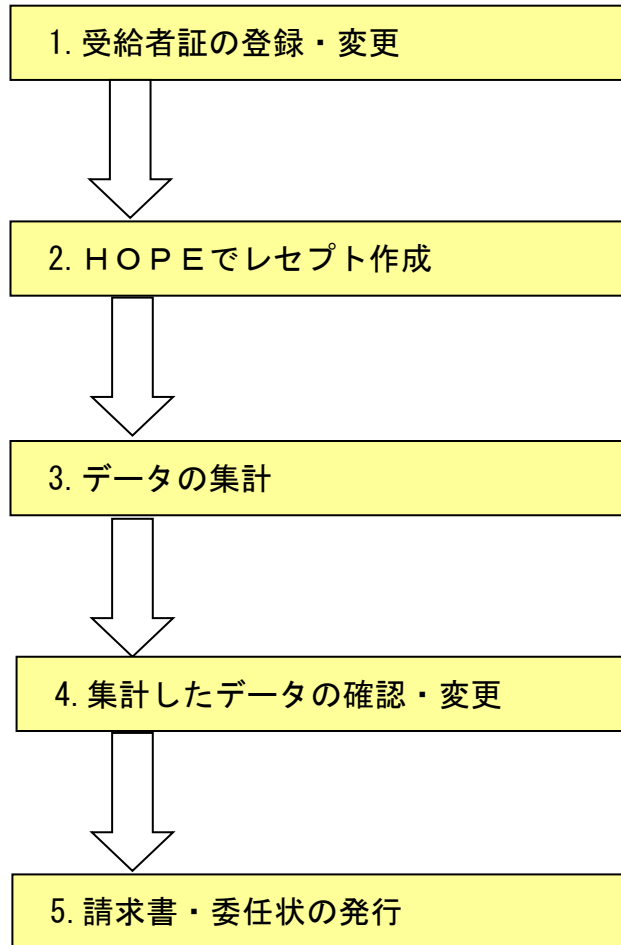 1.受給者証の登録・変更
2.ＨＯＰＥでレセプト作成
3.データの集計
4.集計したデータの確認・変更
5.請求書・委任状の発行